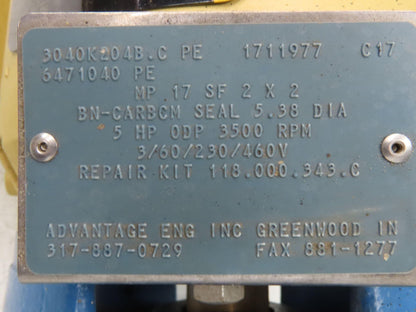 3040K204B.C PE 1711977 C17
6471040 PE
MP 17 SF 2 X 2
BN-CARBCM SEAL 5.38 DIA
5 HP ODP 3500 RPM
3/60/230/460V
REPAIR KIT 118.000.343.C
ADVANTAGE ENG INC GREENWOOD IN
317-887-0729 FAX 881-1277